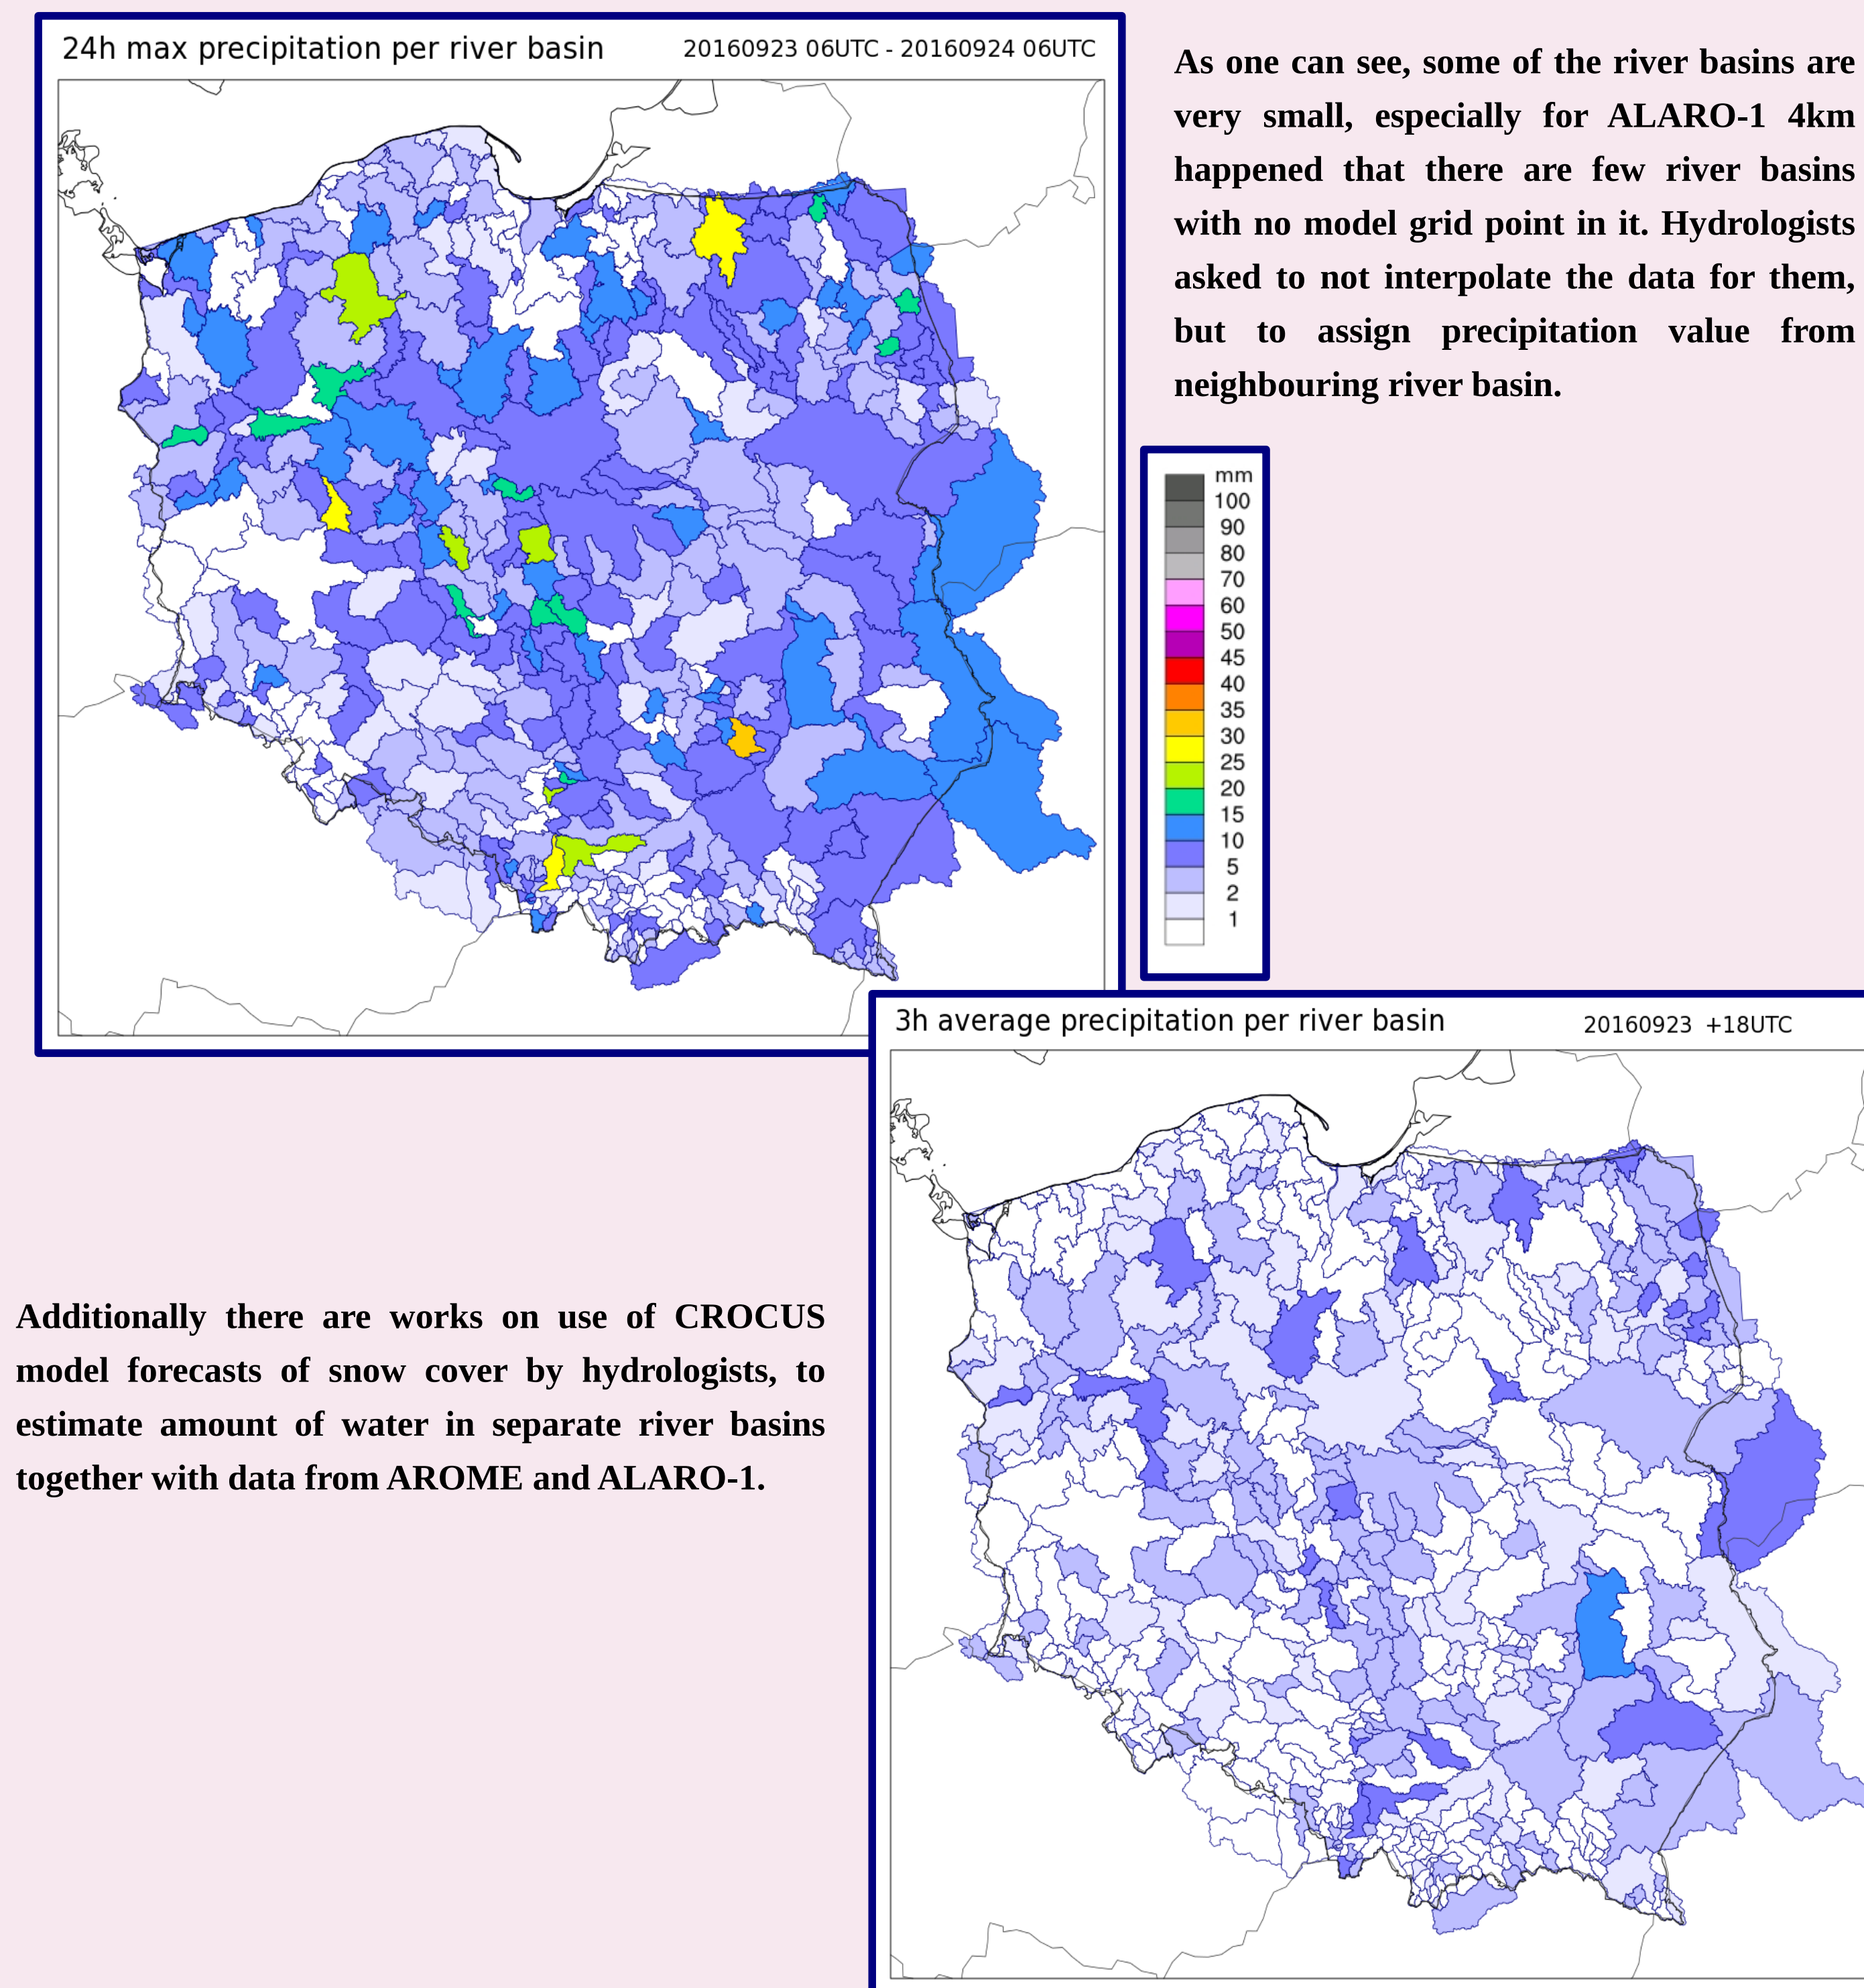 24h max precipitation per river basin
20160923 06UTC - 20160924 06UTC
As one can see, some of the river basins are
very small, especially for ALARO-1 4km
happened that there are few river basins
with no model grid point in it. Hydrologists
asked to not interpolate the data for them,
but to assign precipitation value from
neighbouring river basin.
mm
100
90
80
70
60
50
45
40
35
30
25
20
15
10
5
2
1
3h average precipitation per river basin
20160923 +18UTC
Additionally there are works on use of CROCUS
model forecasts of snow cover by hydrologists, to
estimate amount of water in separate river basins
together with data from AROME and ALARO-1.